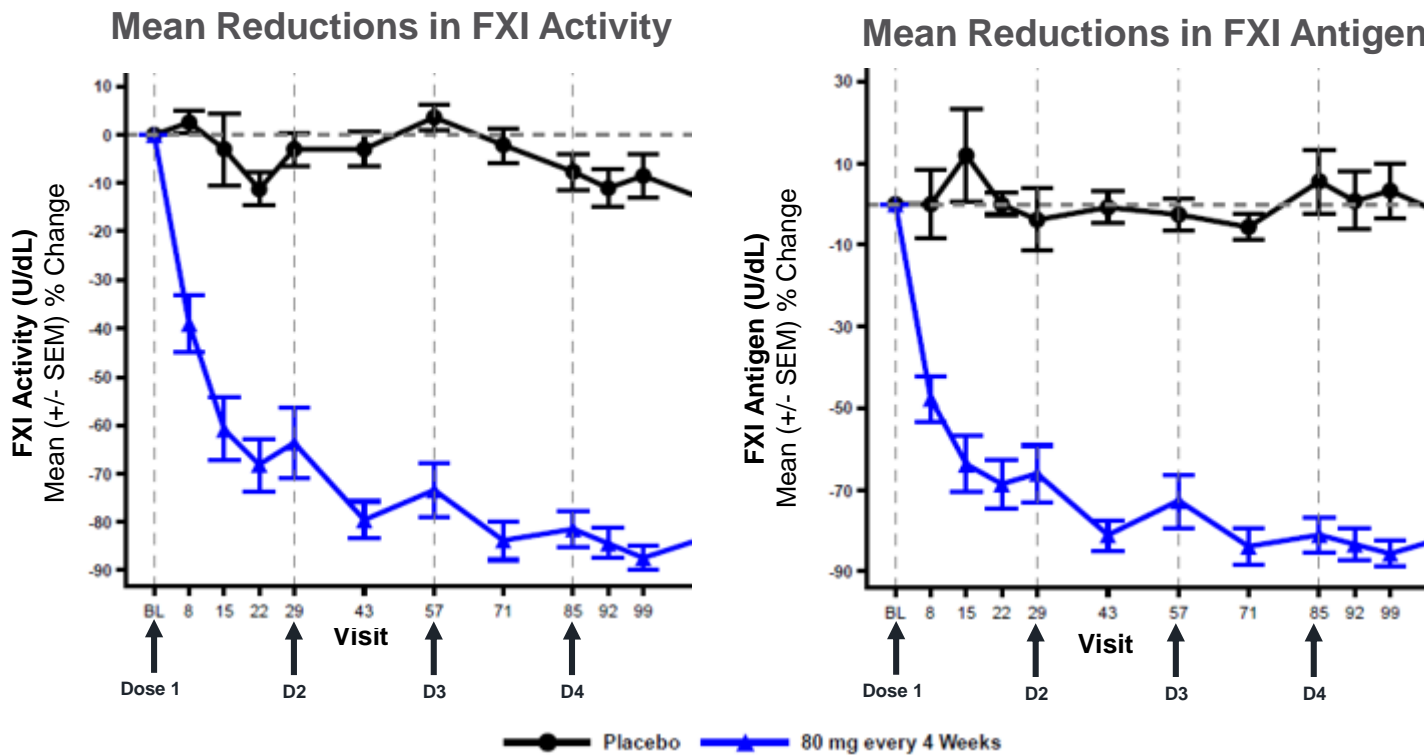 Mean Reductions in FXI Activity
FXI Activity (U/dL)
Mean (+/- SEM) % Change
10
0
-10
-20
-30
-40
-50
-60
-70
-80
-90
BL 8 15 22 29 43 57 71 85 92 99
Visit
Dose 1 D2 D3 D4
Mean Reductions in FXI Antigen
FXI Antigen (U/dL)
Mean (+/- SEM) % Change
30
10
-10
-30
-50
-70
-90
BL 8 15 22 29 43 57 71 85 92 99
Visit
Dose 1 D2 D3 D4
Placebo 80 mg every 4 Weeks